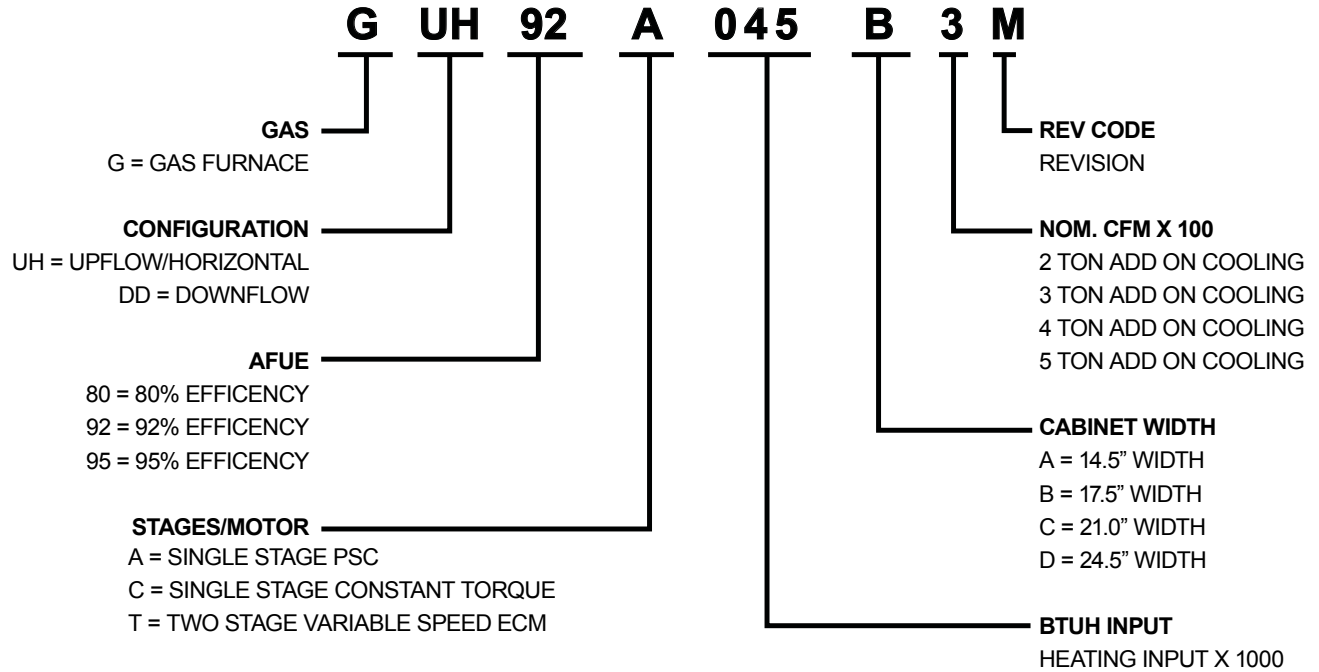 G UH 92 A 045 B 3 M
GAS
G = GAS FURNACE
CONFIGURATION
UH = UPFLOW/HORIZONTAL
DD = DOWNFLOW
AFUE
80 = 80% EFFICENCY
92 = 92% EFFICENCY
95 = 95% EFFICENCY
STAGES/MOTOR
A = SINGLE STAGE PSC
C = SINGLE STAGE CONSTANT TORQUE
T = TWO STAGE VARIABLE SPEED ECM
REV CODE
REVISION
NOM. CFM X 100
2 TON ADD ON COOLING
3 TON ADD ON COOLING
4 TON ADD ON COOLING
5 TON ADD ON COOLING
CABINET WIDTH
A = 14.5” WIDTH
B = 17.5” WIDTH
C = 21.0” WIDTH
D = 24.5” WIDTH
BTUH INPUT
HEATING INPUT X 1000